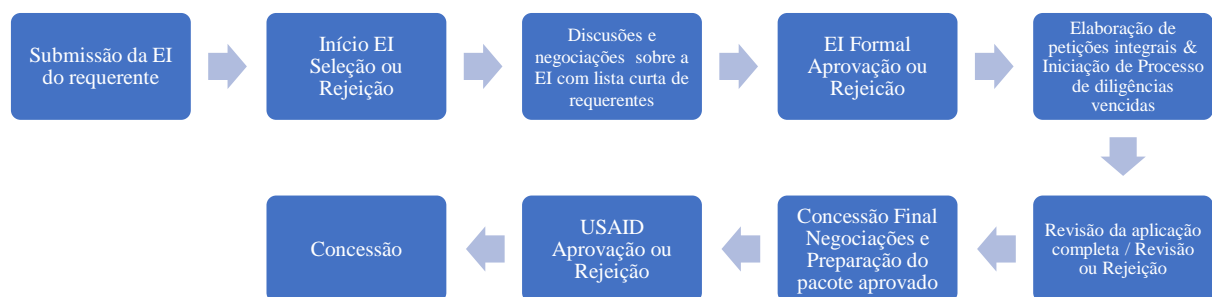 Submissão da EI
do requerente
Início EI
Seleção ou
Rejeição
Discusões e
negociações sobre a
EI com lista curta de
requerentes
EI Formal
Aprovação ou
Rejeicão
Elaboração de
petições integrais &
Iniciação de Processo
de diligências
vencidas
Revisão da aplicação
completa / Revisão
ou Rejeição
Concessão Final
Negociações e
Preparação do
pacote aprovado
USAID
Aprovação ou
Rejeição
Concessão